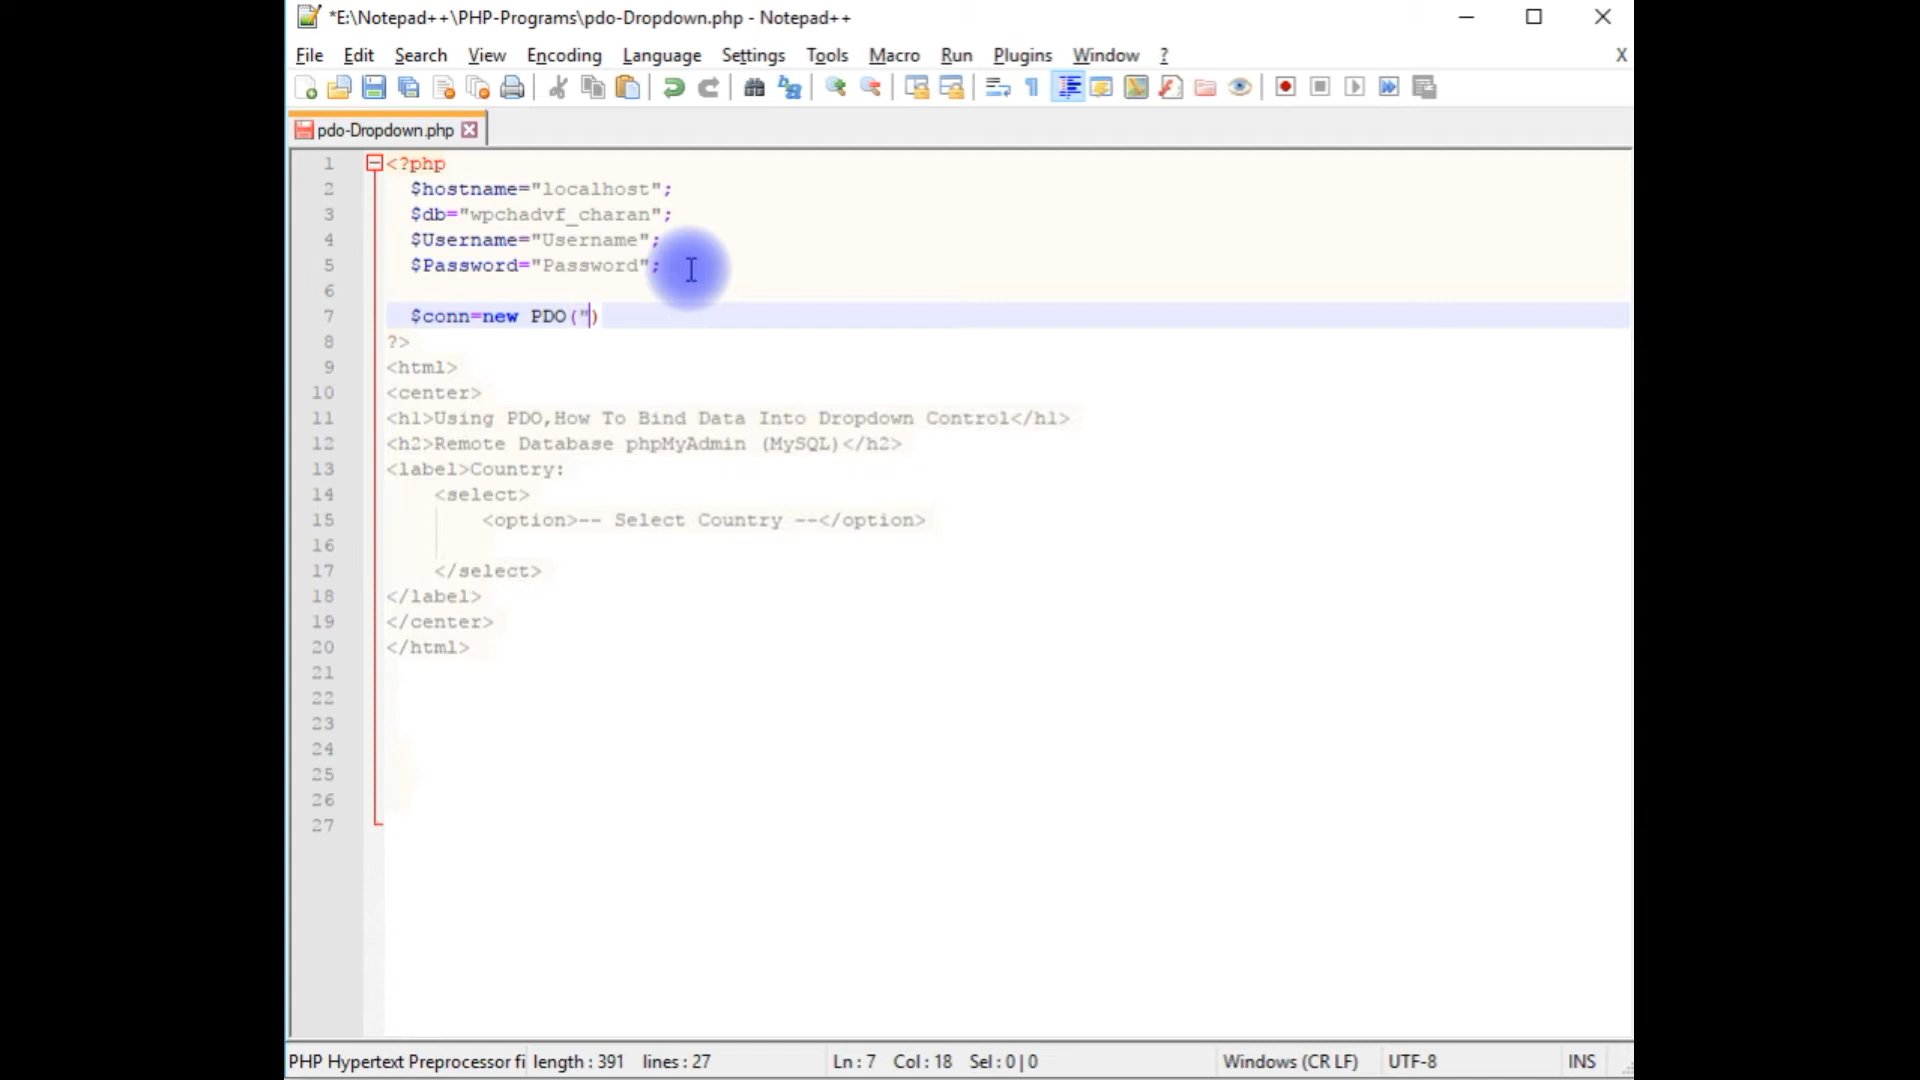 *E:\Notepad++\PHP-Programs\pdo-Dropdown.php - Notepad++
File Edit Search View Encoding Language Settings Tools Macro Run Plugins Window ? X
pdo-Dropdown.php
1 <?php
2 $hostname="localhost";
3 $db="wpchadvf_charan";
4 $Username="Username";
5 $Password="Password";
6
7 $conn=new PDO(")
8 ?>
9 <html>
10 <center>
11 <h1>Using PDO,How To Bind Data Into Dropdown Control</h1>
12 <h2>Remote Database phpMyAdmin (MySQL)</h2>
13 <label>Country:
14 <select>
15 <option>-- Select Country --</option>
16
17 </select>
18 </label>
19 </center>
20 </html>
21
22
23
24
25
26
27
PHP Hypertext Preprocessor fi length : 391 lines : 27 Ln : 7 Col : 18 Sel : 0 | 0 Windows (CR LF) UTF-8 INS